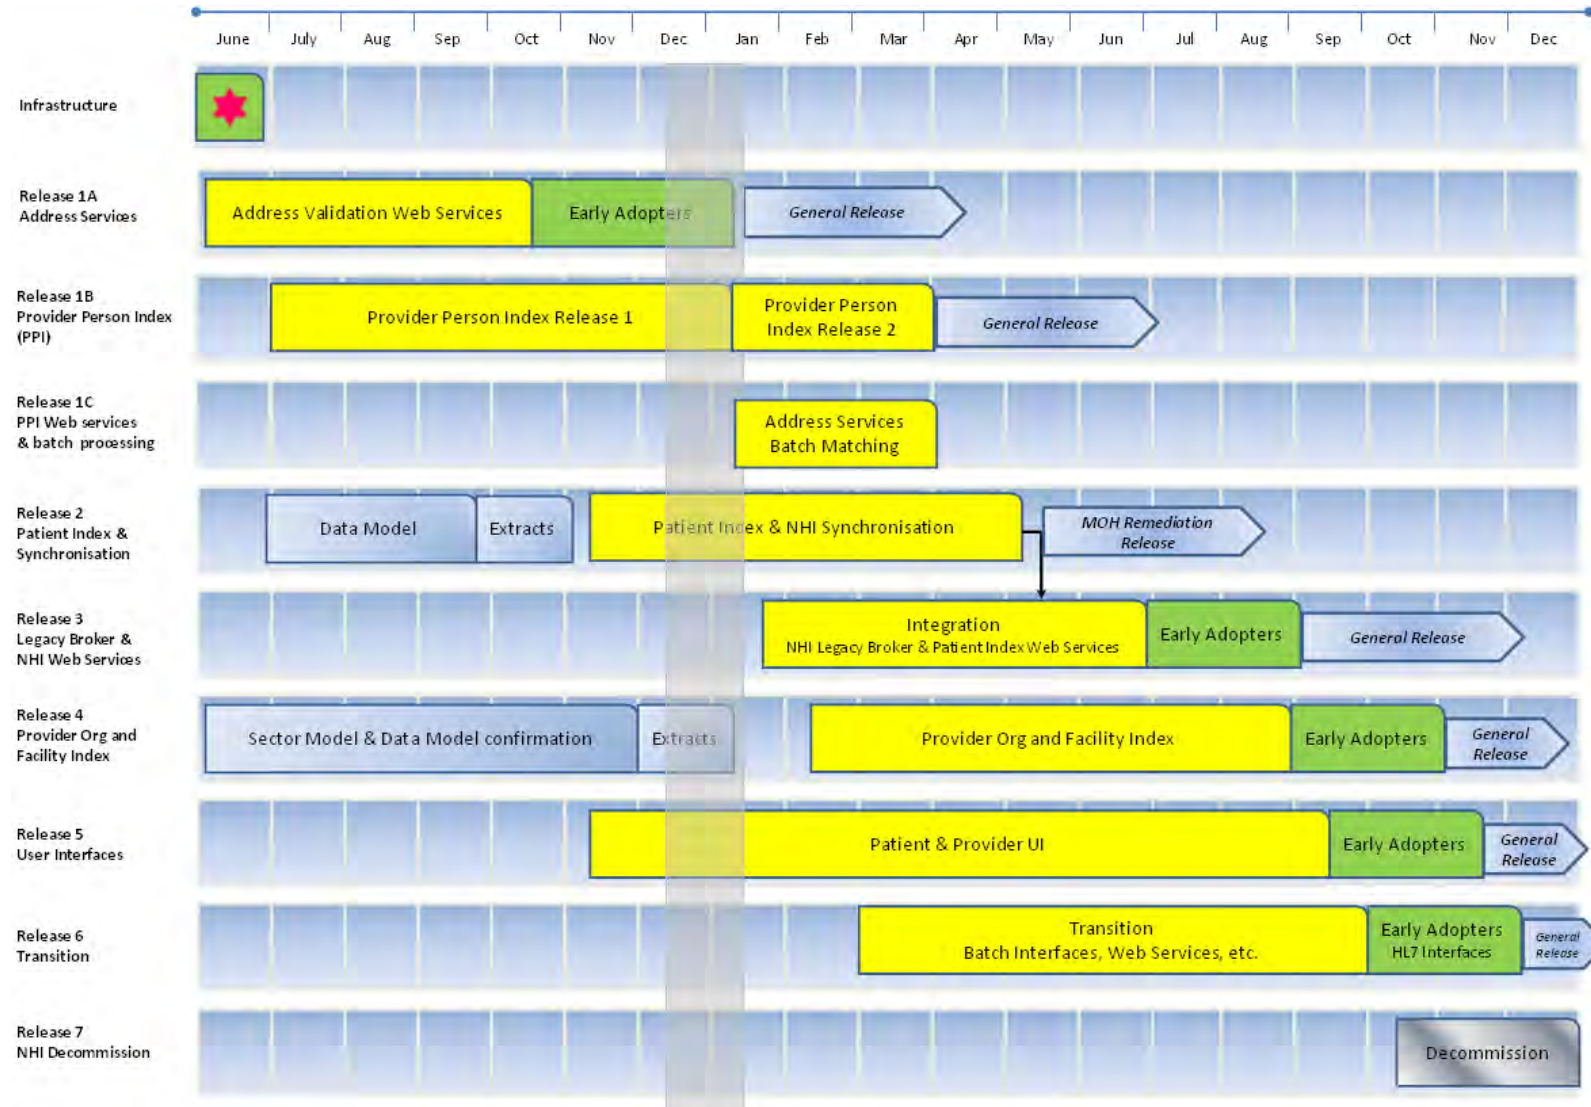 June July Aug Sep Oct Nov Dec Jan Feb Mar Apr May Jun Jul Aug Sep Oct Nov Dec
Infrastructure
Release 1A
Address Services
Address Validation Web Services
Early Adopters
General Release
Release 1B
Provider Person Index
(PPI)
Provider Person Index Release 1
Provider Person
Index Release 2
General Release
Release 1C
PPI Web services
& batch processing
Address Services
Batch Matching
Release 2
Patient Index &
Synchronisation
Data Model
Extracts
Patient Index & NHI Synchronisation
MOH Remediation
Release
Release 3
Legacy Broker &
NHI Web Services
Integration
NHI Legacy Broker & Patient Index Web Services
Early Adopters
General Release
Release 4
Provider Org and
Facility Index
Sector Model & Data Model confirmation
Extracts
Provider Org and Facility Index
Early Adopters
General
Release
Release 5
User Interfaces
Patient & Provider UI
Early Adopters
General
Release
Release 6
Transition
Transition
Batch Interfaces, Web Services, etc.
Early Adopters
HL7 Interfaces
General
Release
Release 7
NHI Decommission
Decommission